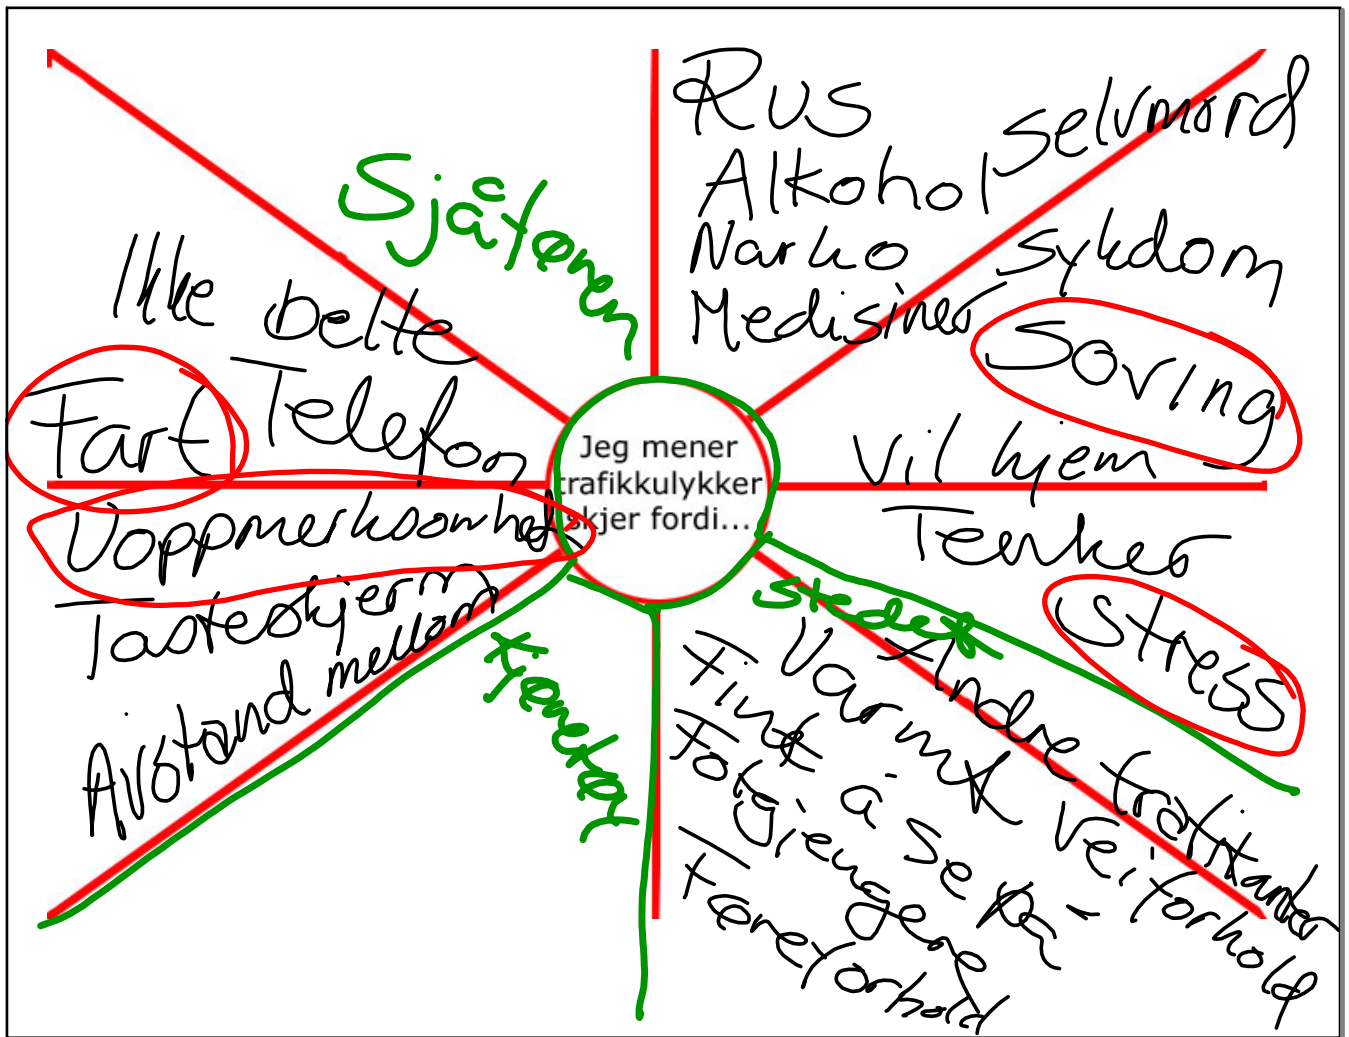 Jeg mener
trafikkulykker
skjer fordi...
Sjåføren
Ikke belte
Fart
Telefon
Uoppmerksomhet
Tasteskjerm
Avstand mellom
Rus
Alkohol
Narko
Medisiner
selvmord
sykdom
Soving
Vil hjem
Tenker
Stress
stedet
Andre trafikanter
Varmt Veiforhold
Fint å se på
Fotgjengere
Føreforhold
Kjøretøy